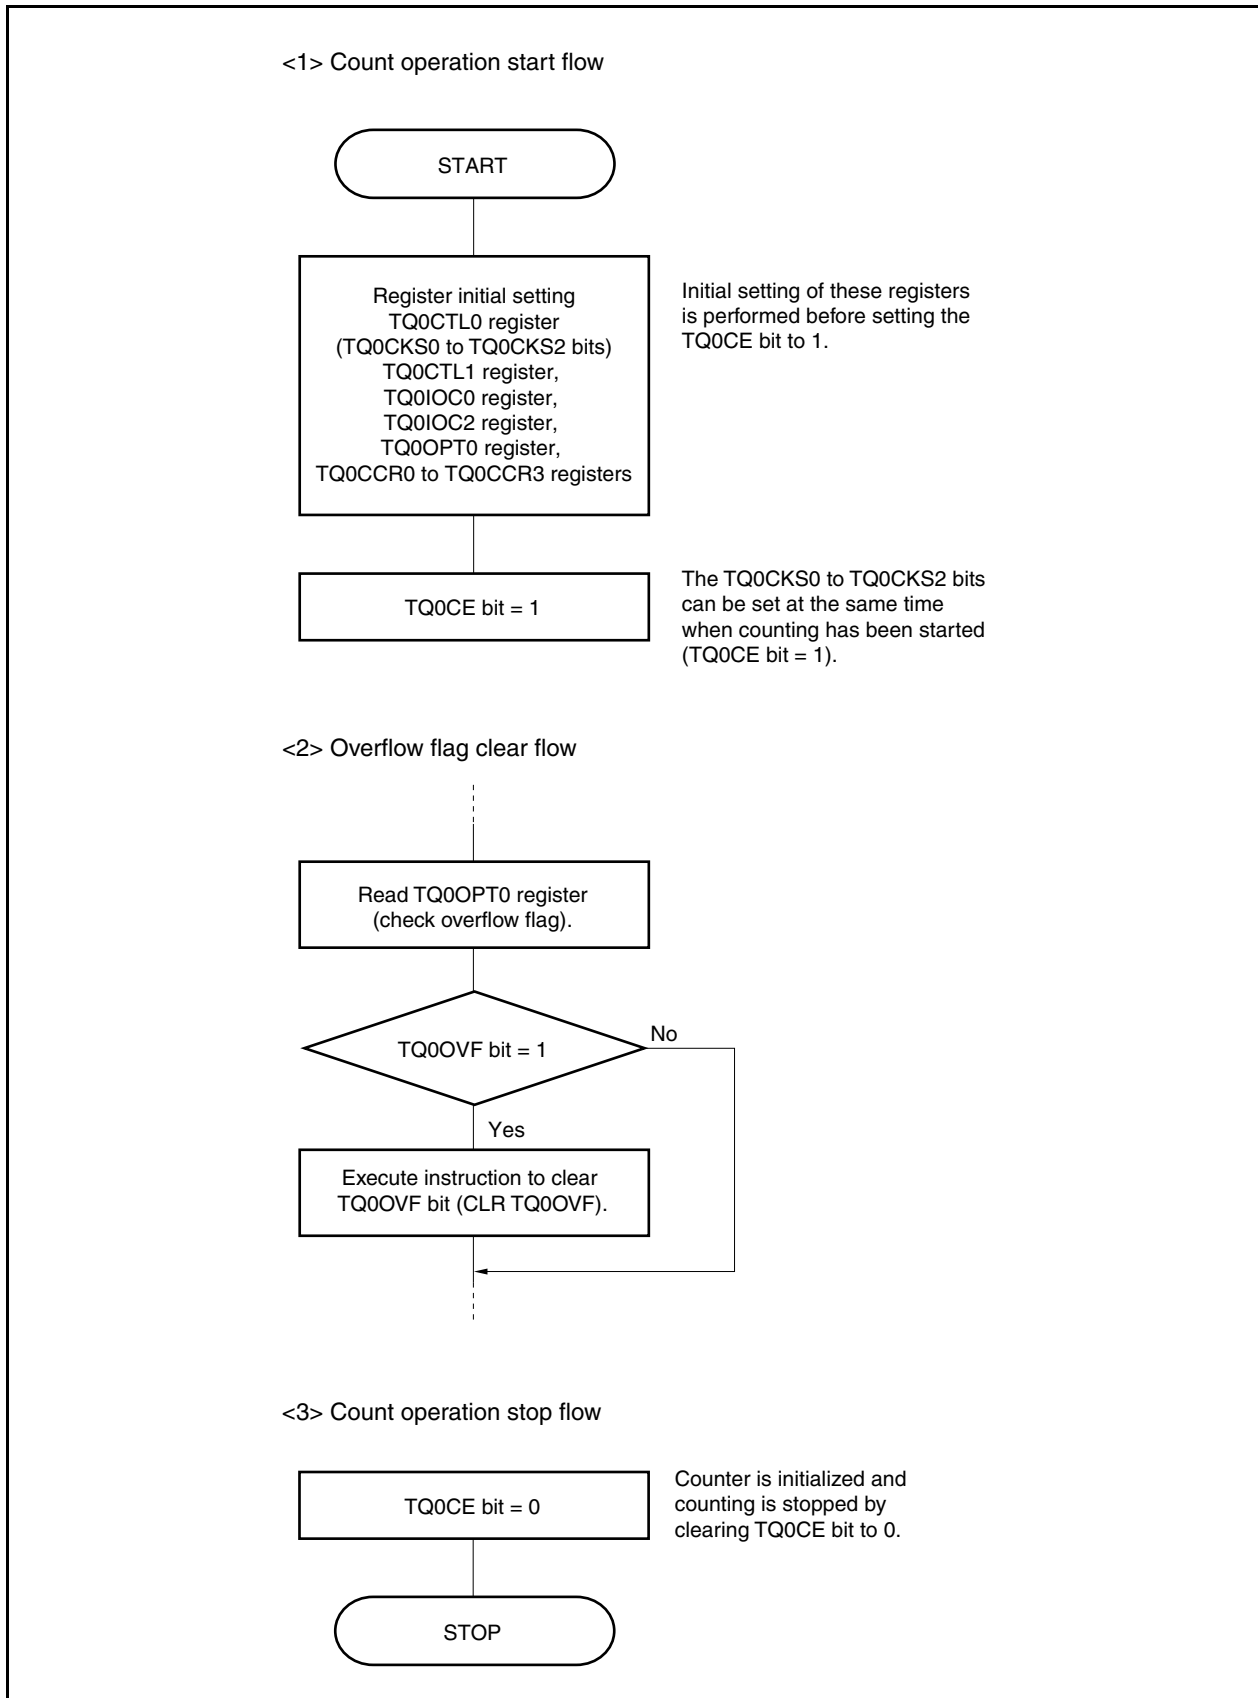 <1> Count operation start flow
START
Register initial setting
TQ0CTL0 register
(TQ0CKS0 to TQ0CKS2 bits)
TQ0CTL1 register,
TQ0IOC0 register,
TQ0IOC2 register,
TQ0OPT0 register,
TQ0CCR0 to TQ0CCR3 registers
Initial setting of these registers
is performed before setting the
TQ0CE bit to 1.
TQ0CE bit = 1
The TQ0CKS0 to TQ0CKS2 bits
can be set at the same time
when counting has been started
(TQ0CE bit = 1).
<2> Overflow flag clear flow
Read TQ0OPT0 register
(check overflow flag).
TQ0OVF bit = 1
No
Yes
Execute instruction to clear
TQ0OVF bit (CLR TQ0OVF).
<3> Count operation stop flow
TQ0CE bit = 0
Counter is initialized and
counting is stopped by
clearing TQ0CE bit to 0.
STOP